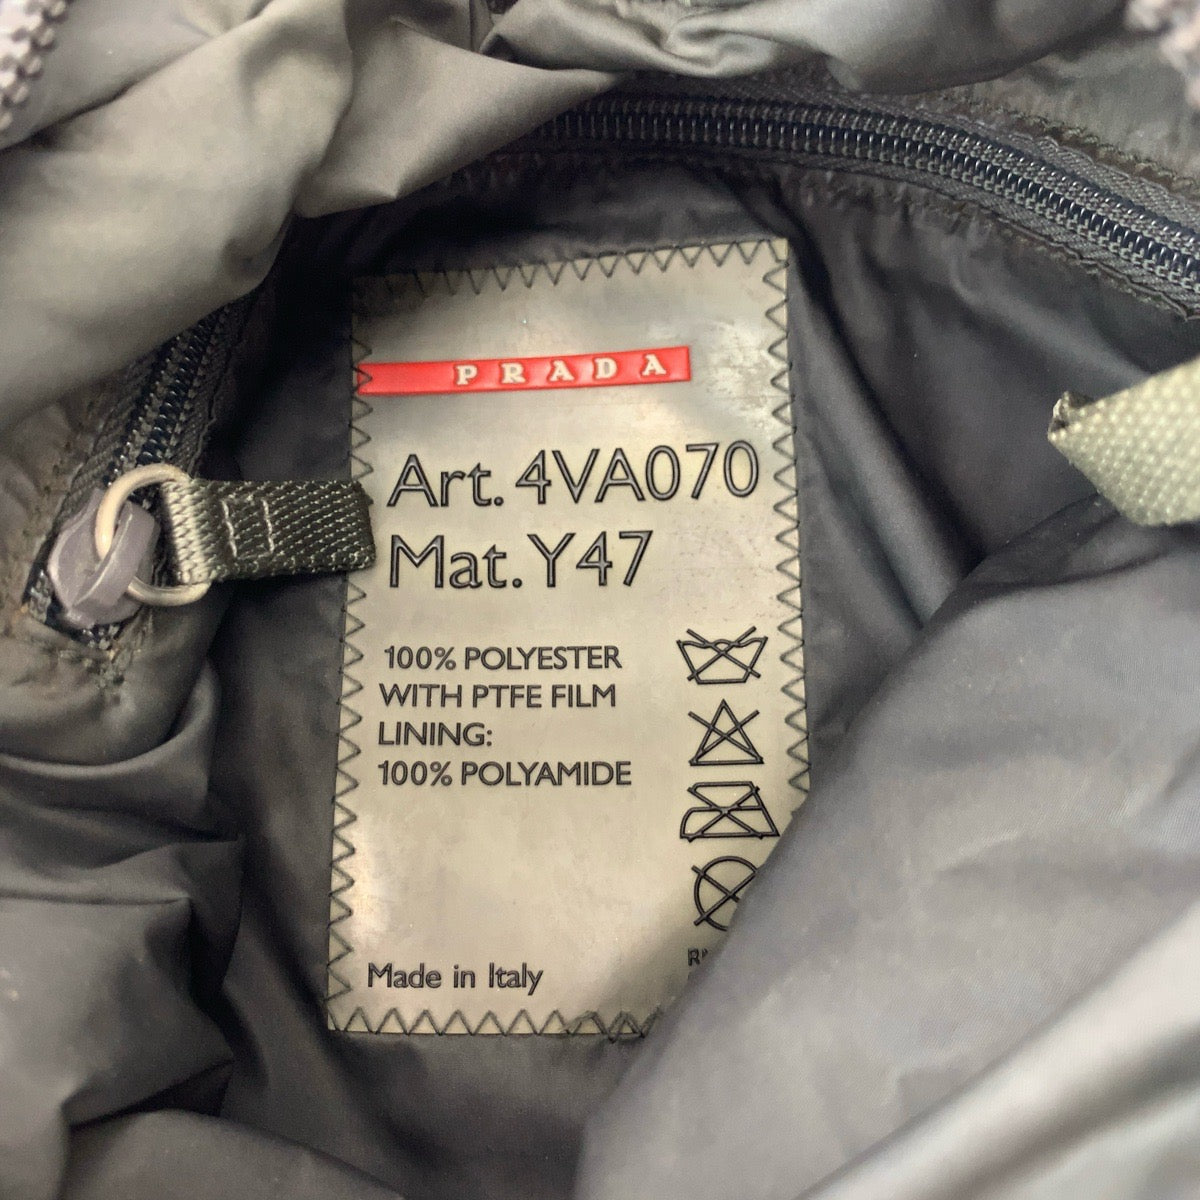 PRADA
Art. 4VA070
Mat. Y47
100% POLYESTER
WITH PTFE FILM
LINING:
100% POLYAMIDE
Made in Italy